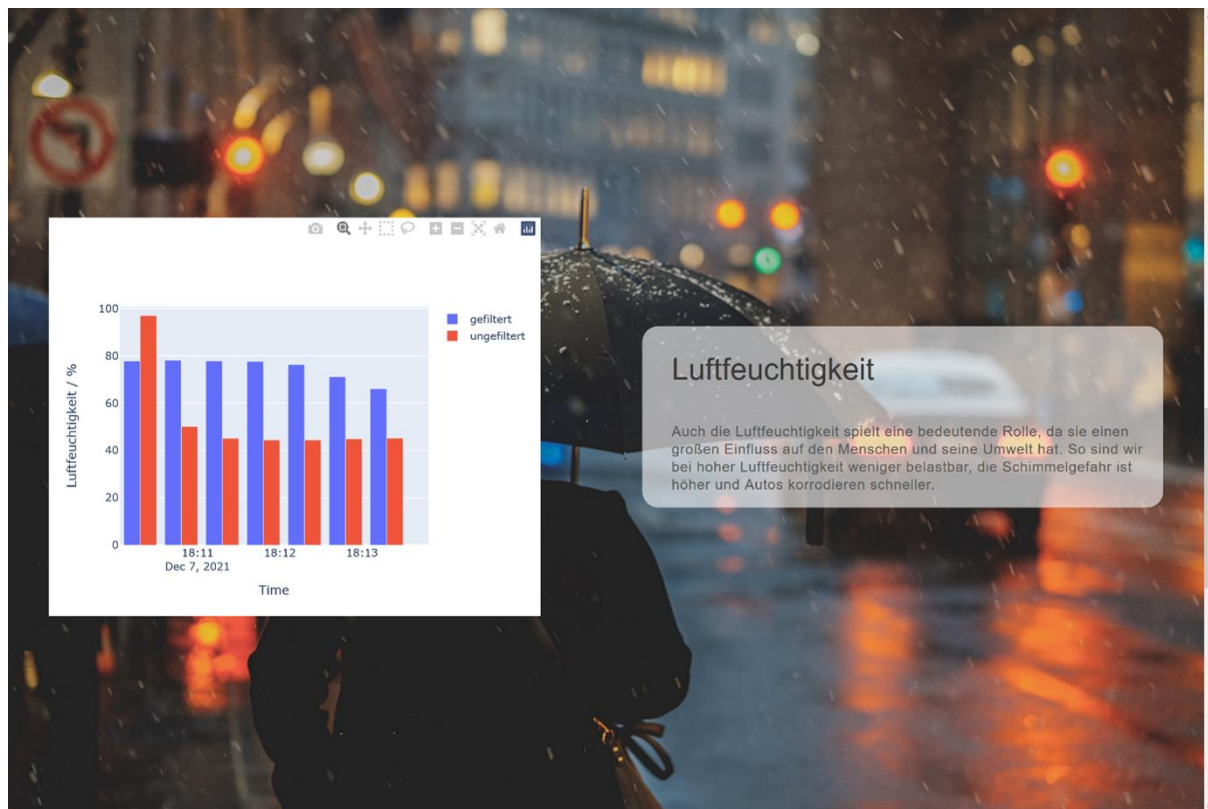 100
80
60
40
20
0
Luftfeuchtigkeit / %
18:11
18:12
18:13
Dec 7, 2021
Time
gefiltert
ungefiltert
Luftfeuchtigkeit
Auch die Luftfeuchtigkeit spielt eine bedeutende Rolle, da sie einen
großen Einfluss auf den Menschen und seine Umwelt hat. So sind wir
bei hoher Luftfeuchtigkeit weniger belastbar, die Schimmelgefahr ist
höher und Autos korrodieren schneller.